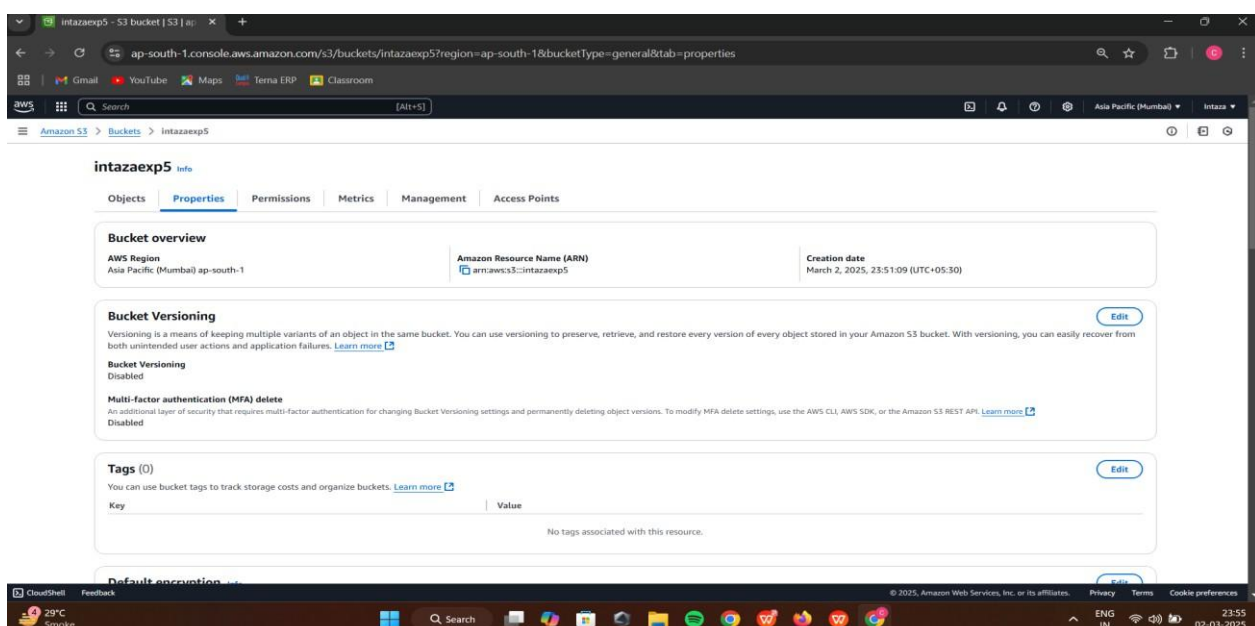 intazaexp5 - S3 bucket | S3 | ap
ap-south-1.console.aws.amazon.com/s3/buckets/intazaexp5?region=ap-south-1&bucketType=general&tab=properties
Gmail YouTube Maps Terna ERP Classroom
aws Search [Alt+S] Asia Pacific (Mumbai) Intaza
Amazon S3 > Buckets > intazaexp5
intazaexp5 Info
Objects Properties Permissions Metrics Management Access Points
Bucket overview
AWS Region Amazon Resource Name (ARN) Creation date
Asia Pacific (Mumbai) ap-south-1 arn:aws:s3:::intazaexp5 March 2, 2025, 23:51:09 (UTC+05:30)
Bucket Versioning Edit
Versioning is a means of keeping multiple variants of an object in the same bucket. You can use versioning to preserve, retrieve, and restore every version of every object stored in your Amazon S3 bucket. With versioning, you can easily recover from
both unintended user actions and application failures. Learn more
Bucket Versioning
Disabled
Multi-factor authentication (MFA) delete
An additional layer of security that requires multi-factor authentication for changing Bucket Versioning settings and permanently deleting object versions. To modify MFA delete settings, use the AWS CLI, AWS SDK, or the Amazon S3 REST API. Learn more
Disabled
Tags (0) Edit
You can use bucket tags to track storage costs and organize buckets. Learn more
Key Value
No tags associated with this resource.
Default encryption Info Edit
CloudShell Feedback © 2025, Amazon Web Services, Inc. or its affiliates. Privacy Terms Cookie preferences
4 29°C Search ENG 23:55
Smoke IN 02-03-2025